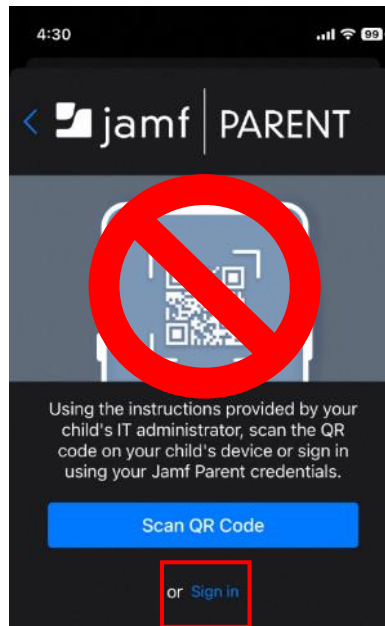 4:30 99
jamf PARENT
Using the instructions provided by your
child's IT administrator, scan the QR
code on your child's device or sign in
using your Jamf Parent credentials.
Scan QR Code
or Sign in